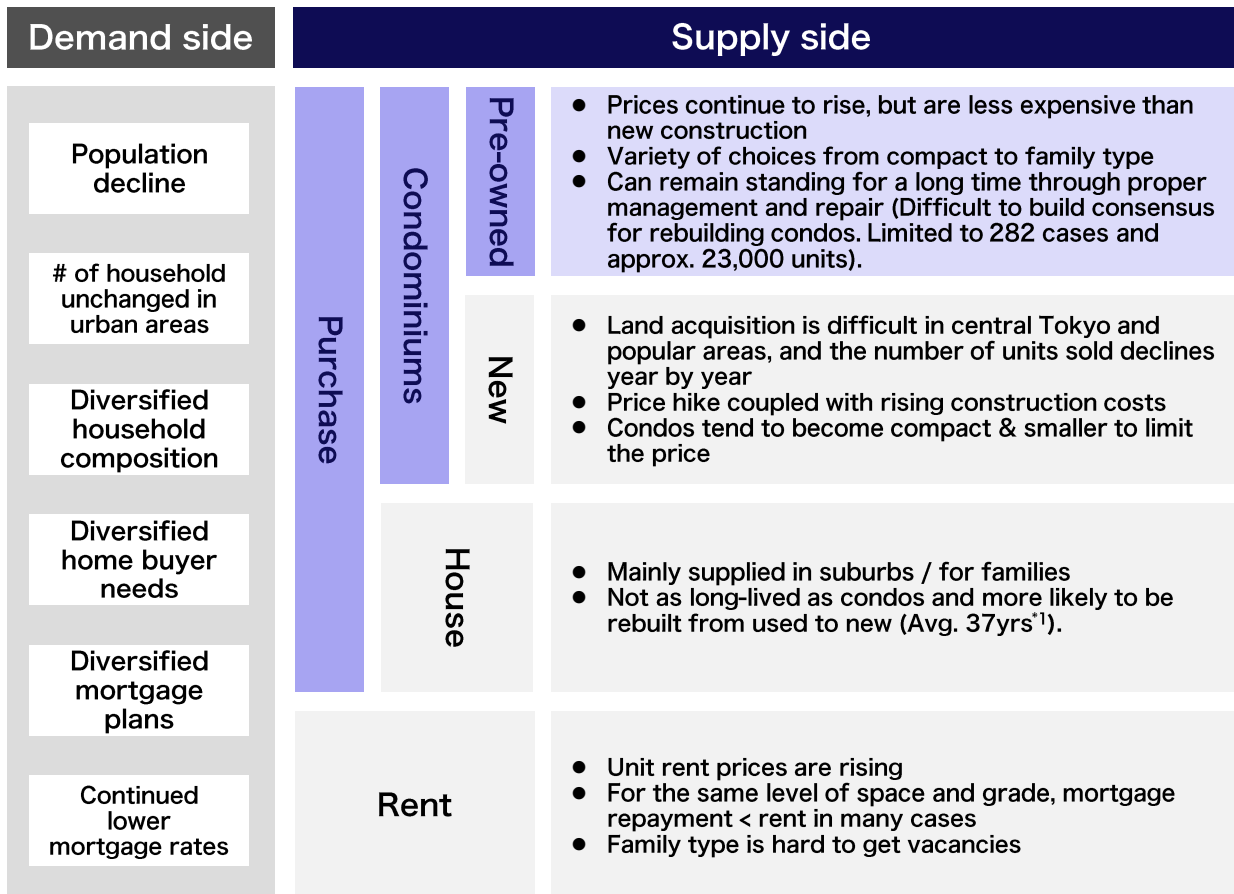 Demand side
Supply side
Population
decline
# of household
unchanged in
urban areas
Diversified
household
composition
Diversified
home buyer
needs
Diversified
mortgage
plans
Continued
lower
mortgage rates
Purchase
Condominiums
Pre-owned
● Prices continue to rise, but are less expensive than
new construction
● Variety of choices from compact to family type
● Can remain standing for a long time through proper
management and repair (Difficult to build consensus
for rebuilding condos. Limited to 282 cases and
approx. 23,000 units).
New
● Land acquisition is difficult in central Tokyo and
popular areas, and the number of units sold declines
year by year
● Price hike coupled with rising construction costs
● Condos tend to become compact & smaller to limit
the price
House
● Mainly supplied in suburbs / for families
● Not as long-lived as condos and more likely to be
rebuilt from used to new (Avg. 37yrs*1).
Rent
● Unit rent prices are rising
● For the same level of space and grade, mortgage
repayment < rent in many cases
● Family type is hard to get vacancies